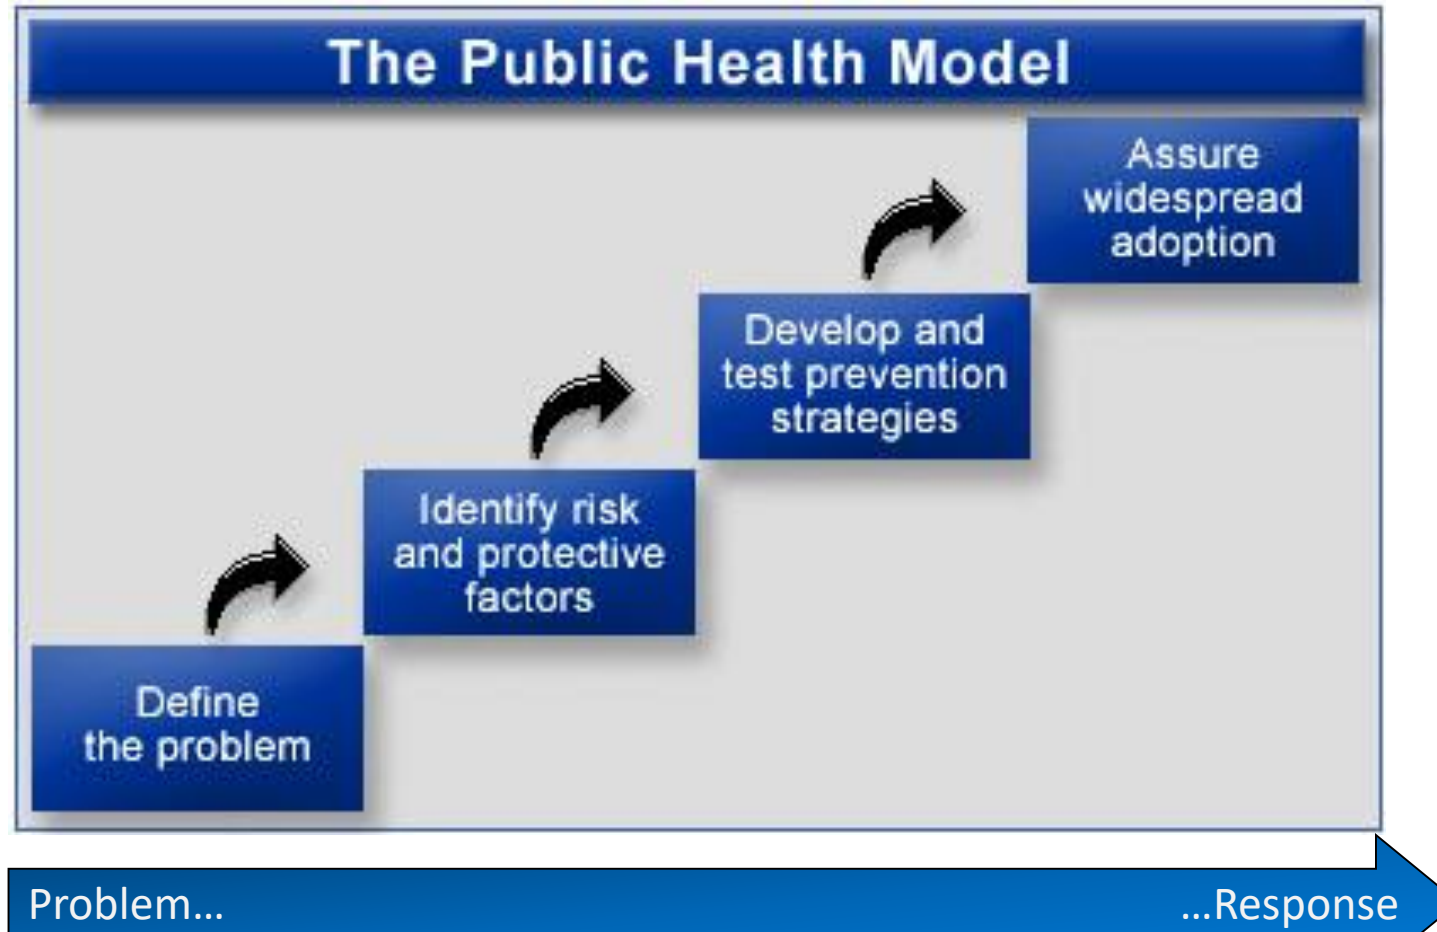 The Public Health Model
Assure
widespread
adoption
Develop and
test prevention
strategies
Identify risk
and protective
factors
Define
the problem
Problem...
...Response